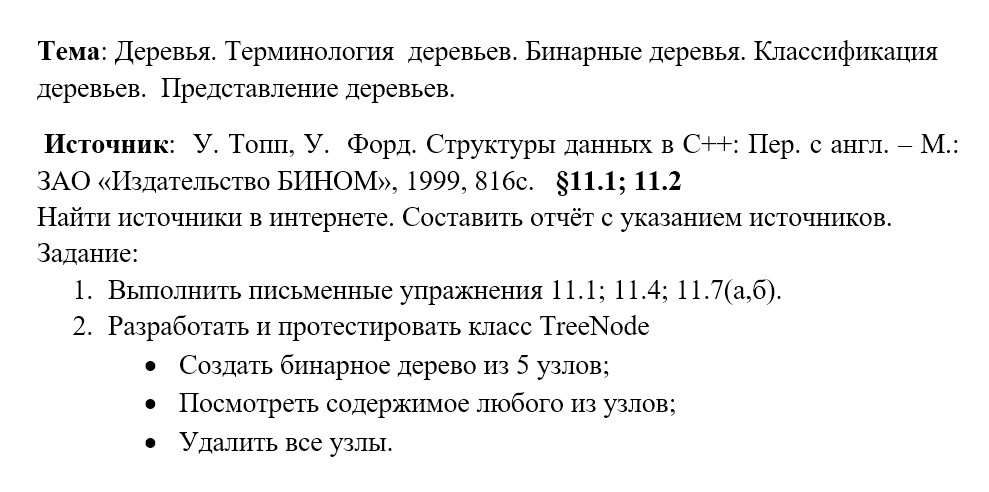 Тема: Деревья. Терминология деревьев. Бинарные деревья. Классификация
деревьев. Представление деревьев.
Источник: У. Топп, У. Форд. Структуры данных в С++: Пер. с англ. – М.:
ЗАО «Издательство БИНОМ», 1999, 816с. §11.1; 11.2
Найти источники в интернете. Составить отчёт с указанием источников.
Задание:
1. Выполнить письменные упражнения 11.1; 11.4; 11.7(а,б).
2. Разработать и протестировать класс TreeNode
• Создать бинарное дерево из 5 узлов;
• Посмотреть содержимое любого из узлов;
• Удалить все узлы.